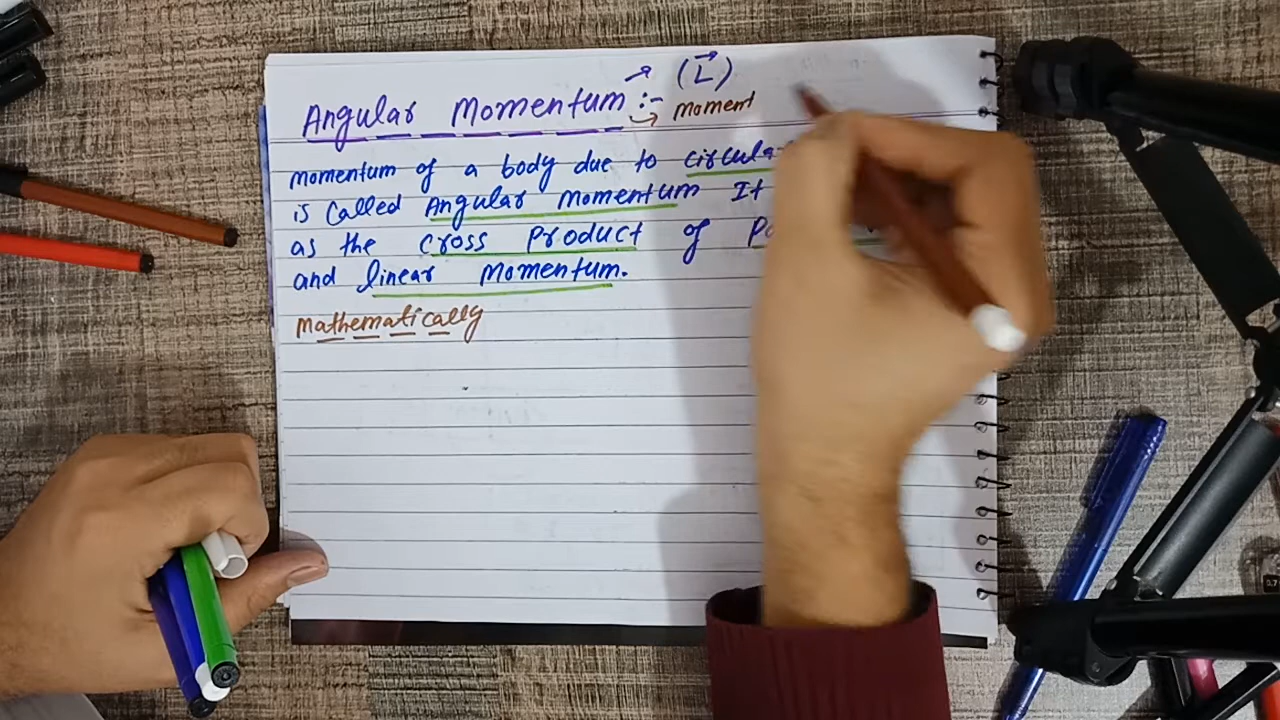 (L)
Angular Momentum :-
Moment
momentum of a body due to
is called Angular Momentum It
as the cross product of
and linear Momentum.
Mathematically